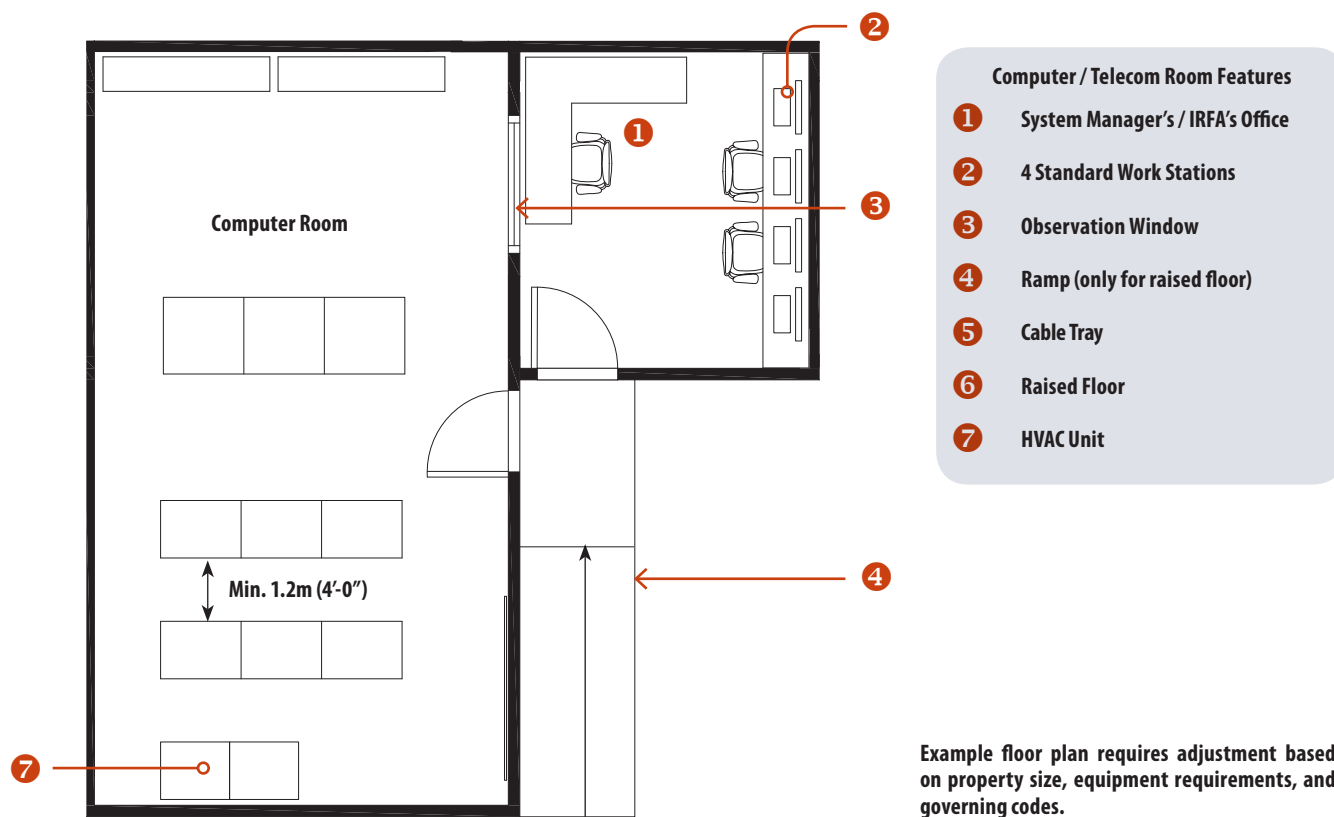 2
Computer / Telecom Room Features
1 System Manager's / IRFA's Office
2 4 Standard Work Stations
3 Observation Window
4 Ramp (only for raised floor)
5 Cable Tray
6 Raised Floor
7 HVAC Unit
1
3
Computer Room
4
Min. 1.2m (4'-0")
7
Example floor plan requires adjustment based
on property size, equipment requirements, and
governing codes.